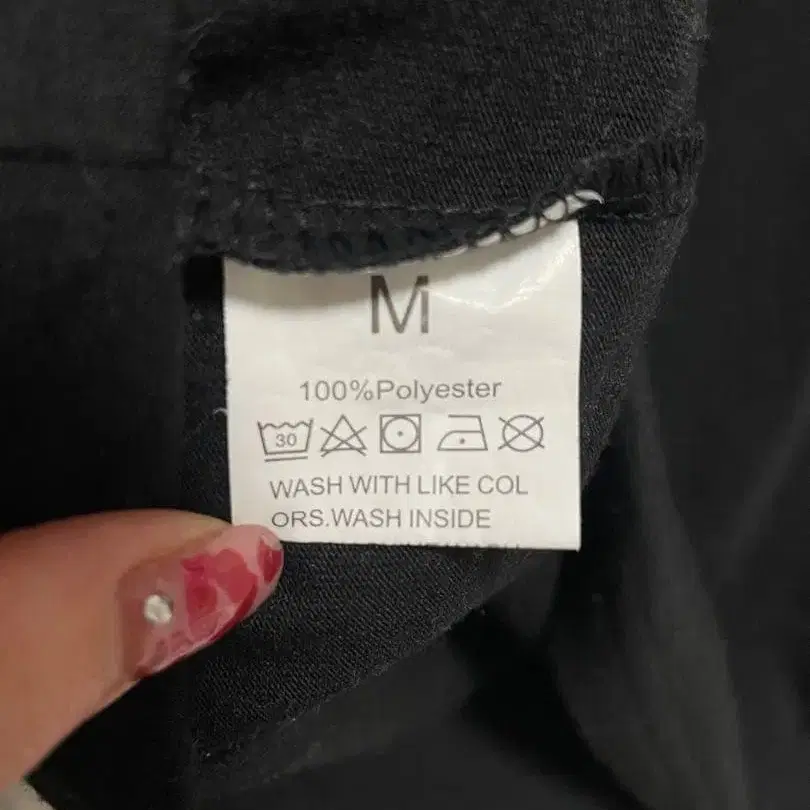 M
100%Polyester
30
WASH WITH LIKE COL
ORS.WASH INSIDE